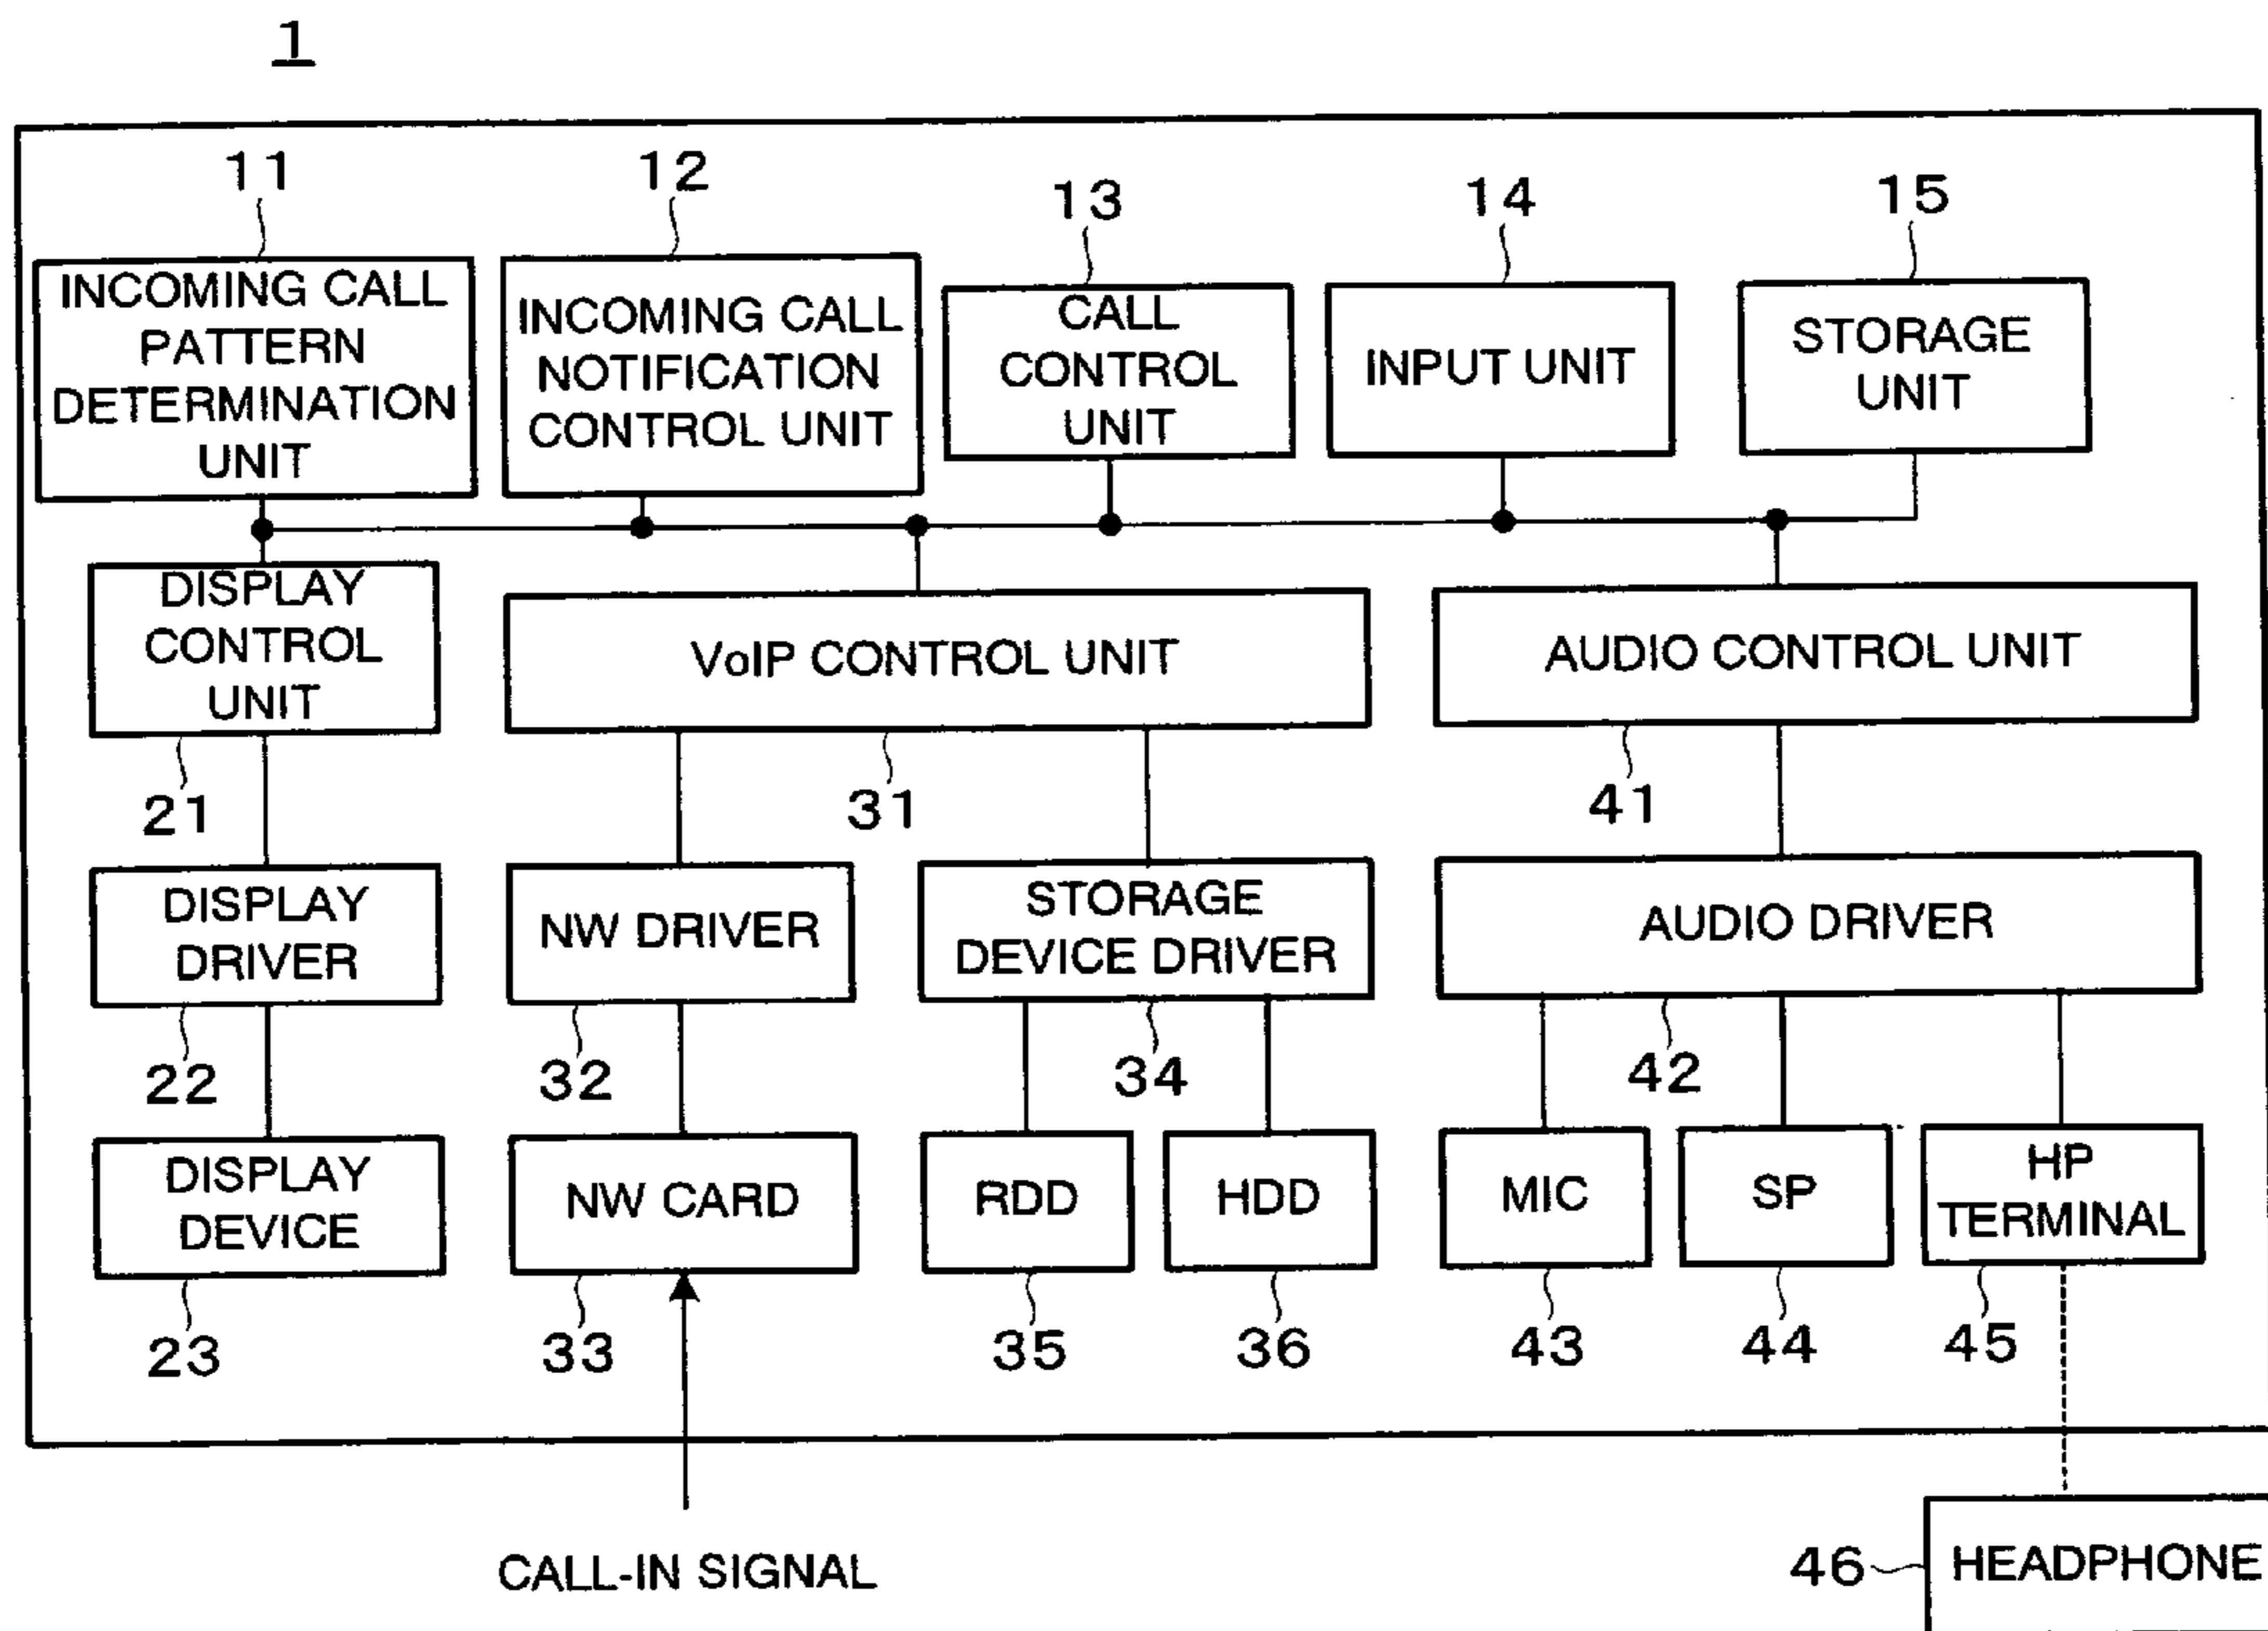 1
11
12
13
14
15
INCOMING CALL
PATTERN
DETERMINATION
UNIT
INCOMING CALL
NOTIFICATION
CONTROL UNIT
CALL
CONTROL
UNIT
INPUT UNIT
STORAGE
UNIT
DISPLAY
CONTROL
UNIT
VoIP CONTROL UNIT
AUDIO CONTROL UNIT
21
31
41
DISPLAY
DRIVER
NW DRIVER
STORAGE
DEVICE DRIVER
AUDIO DRIVER
22
32
34
42
DISPLAY
DEVICE
NW CARD
RDD
HDD
MIC
SP
HP
TERMINAL
23
33
35
36
43
44
45
CALL-IN SIGNAL
46
HEADPHONE